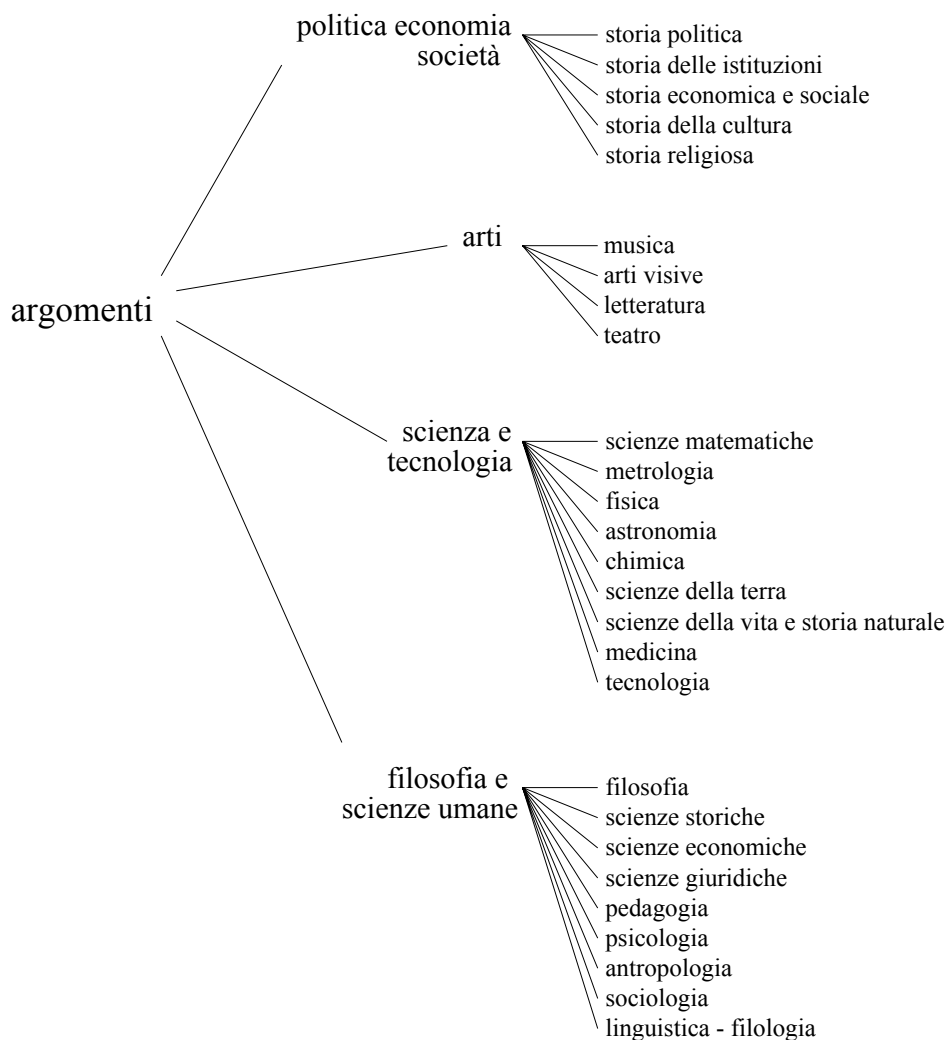 politica economia
società
storia politica
storia delle istituzioni
storia economica e sociale
storia della cultura
storia religiosa
arti
musica
arti visive
letteratura
teatro
argomenti
scienza e
tecnologia
scienze matematiche
metrologia
fisica
astronomia
chimica
scienze della terra
scienze della vita e storia naturale
medicina
tecnologia
filosofia e
scienze umane
filosofia
scienze storiche
scienze economiche
scienze giuridiche
pedagogia
psicologia
antropologia
sociologia
linguistica - filologia